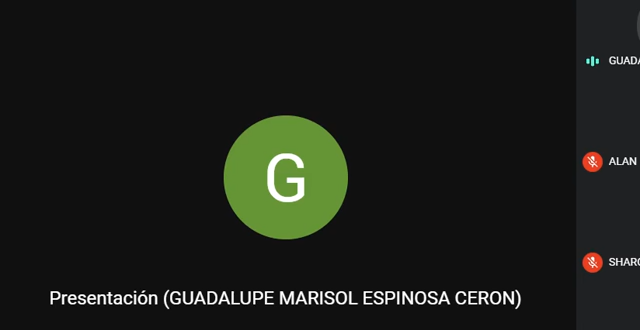 G
Presentación (GUADALUPE MARISOL ESPINOSA CERON)
GUADA
ALAN